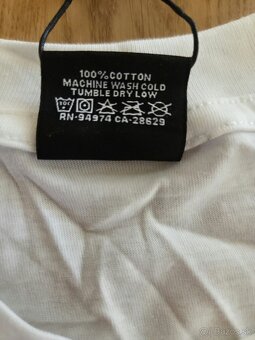 100% COTTON
MACHINE WASH COLD
TUMBLE DRY LOW
RN-94974 CA-28629